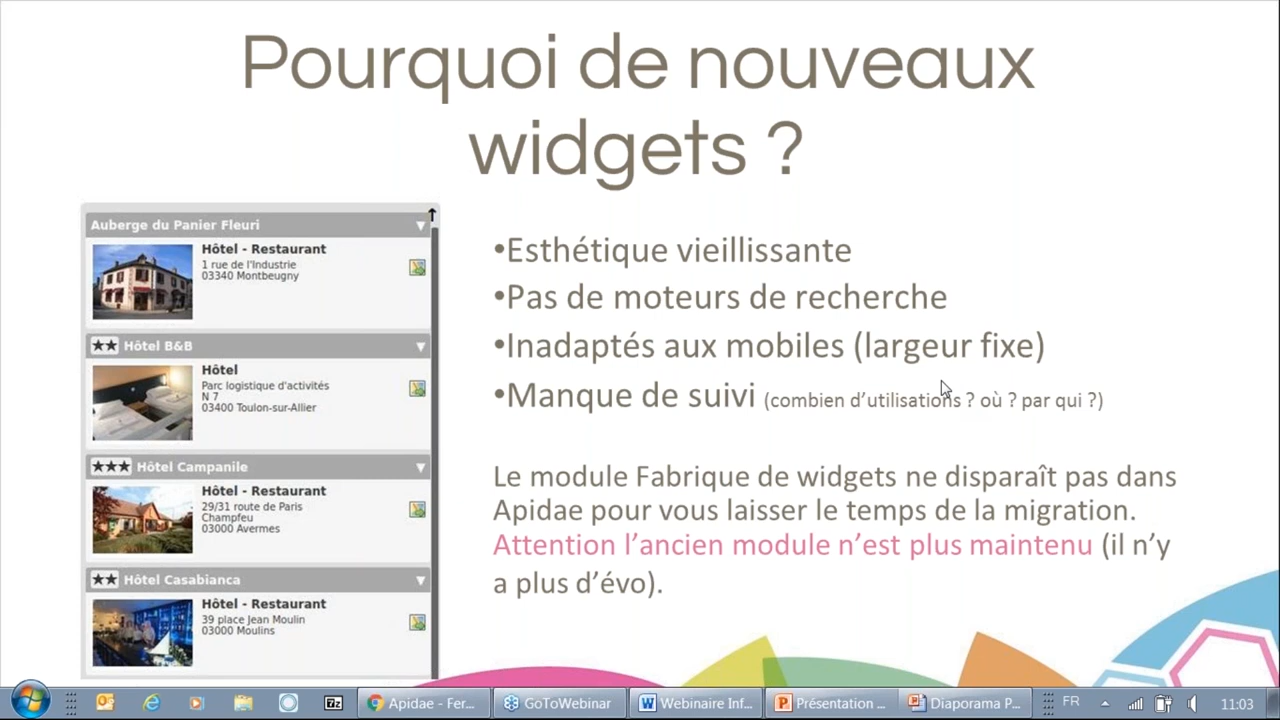 Pourquoi de nouveaux
widgets ?
Auberge du Panier Fleuri
Hôtel - Restaurant
1 rue de l'Industrie
03340 Montbeugny
Hôtel B&B
Hôtel
Parc logistique d'activités
N 7
03400 Toulon-sur-Allier
Hôtel Campanile
Hôtel - Restaurant
29/31 route de Paris
Champfeu
03000 Avermes
Hôtel Casabianca
Hôtel - Restaurant
39 place Jean Moulin
03000 Moulins
•Esthétique vieillissante
•Pas de moteurs de recherche
•Inadaptés aux mobiles (largeur fixe)
•Manque de suivi (combien d’utilisations ? où ? par qui ?)
Le module Fabrique de widgets ne disparaît pas dans
Apidae pour vous laisser le temps de la migration.
Attention l’ancien module n’est plus maintenu (il n’y
a plus d’évo).
Apidae - Fer...
GoToWebinar
Webinaire Inf...
Présentation ...
Diaporama P...
FR
11:03